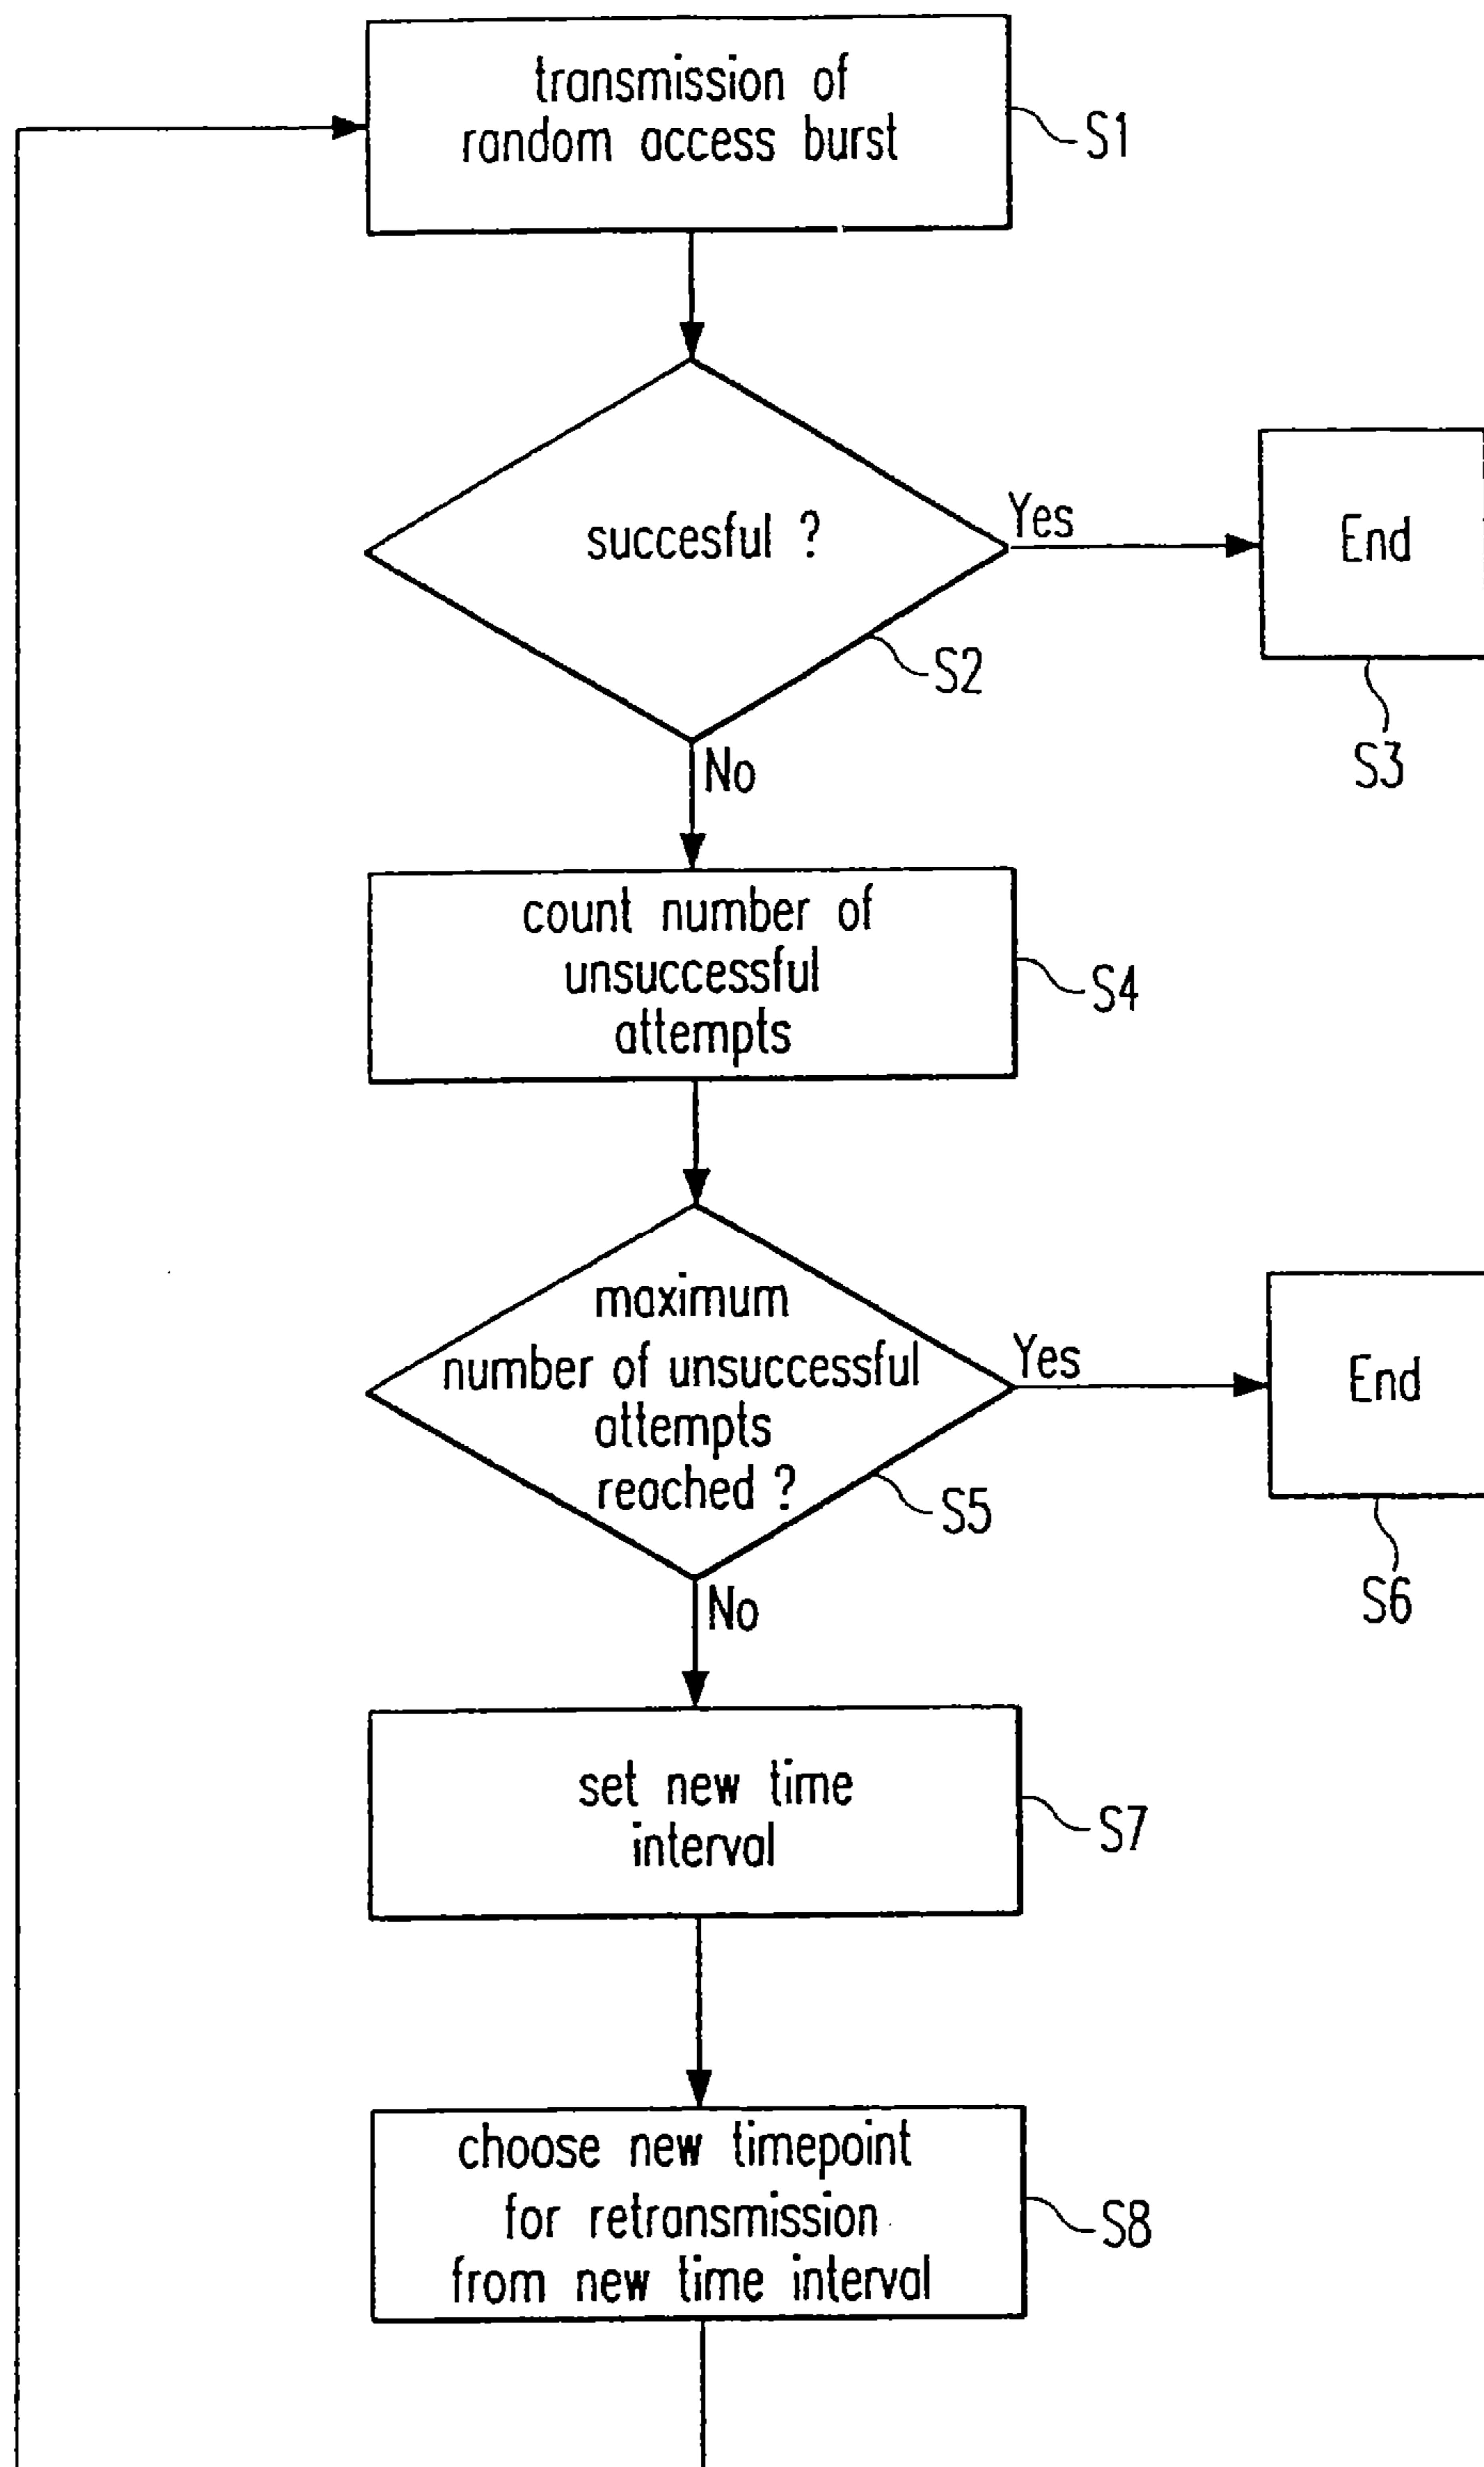 transmission of
random access burst
S1
succesful ?
Yes
End
S2
S3
No
count number of
unsuccessful
attempts
S4
maximum
number of unsuccessful
attempts
reached ?
Yes
End
S5
S6
No
set new time
interval
S7
choose new timepoint
for retransmission
from new time interval
S8